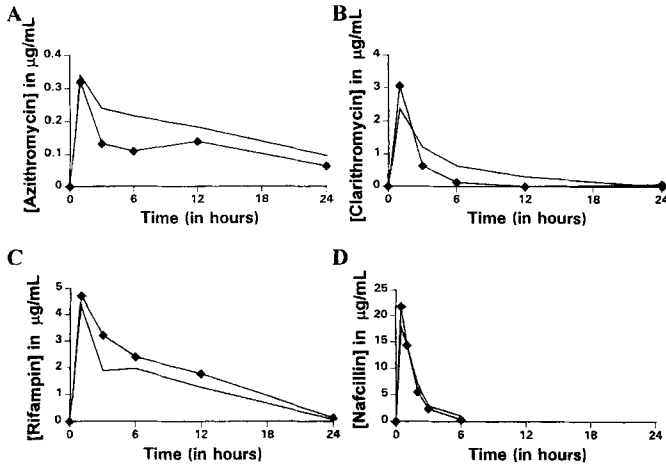 A
[Azithromycin] in μg/mL
0.4
0.3
0.2
0.1
0
0 6 12 18 24
Time (in hours)
B
[Clarithromycin] in μg/mL
4
3
2
1
0
0 6 12 18 24
Time (in hours)
C
[Rifampin] in μg/mL
5
4
3
2
1
0
0 6 12 18 24
Time (in hours)
D
[Nafcillin] in μg/mL
25
20
15
10
5
0
0 6 12 18 24
Time (in hours)